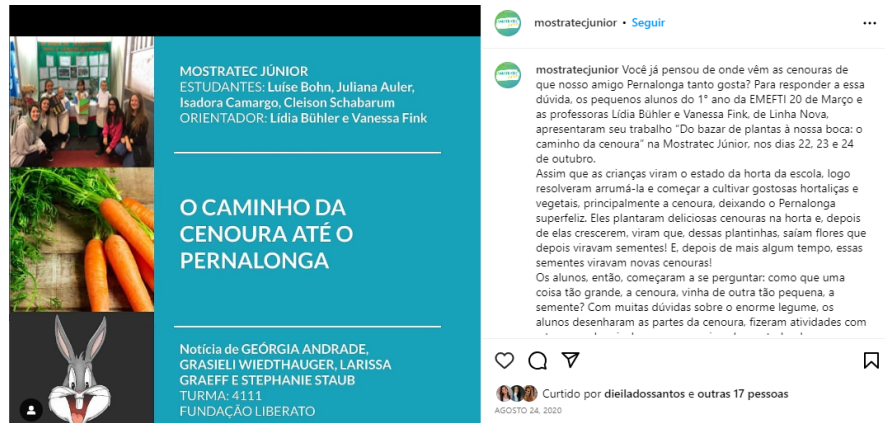 MOSTRATEC JÚNIOR
ESTUDANTES: Luíse Bohn, Juliana Auler,
Isadora Camargo, Cleison Schabarum
ORIENTADOR: Lídia Bühler e Vanessa Fink
O CAMINHO DA
CENOURA ATÉ O
PERNALONGA
Notícia de GEÓRGIA ANDRADE,
GRASIELI WIEDTHAUGER, LARISSA
GRAEFF E STEPHANIE STAUB
TURMA: 4111
FUNDAÇÃO LIBERATO
mostratecjunior • Seguir
mostratecjunior Você já pensou de onde vêm as cenouras de
que nosso amigo Pernalonga tanto gosta? Para responder a essa
dúvida, os pequenos alunos do 1° ano da EMEFTI 20 de Março e
as professoras Lídia Bühler e Vanessa Fink, de Linha Nova,
apresentaram seu trabalho “Do bazar de plantas à nossa boca: o
caminho da cenoura” na Mostratec Júnior, nos dias 22, 23 e 24
de outubro.
Assim que as crianças viram o estado da horta da escola, logo
resolveram arrumá-la e começar a cultivar gostosas hortaliças e
vegetais, principalmente a cenoura, deixando o Pernalonga
superfeliz. Eles plantaram deliciosas cenouras na horta e, depois
de elas crescerem, viram que, dessas plantinhas, saíam flores que
depois viravam sementes! E, depois de mais algum tempo, essas
sementes viravam novas cenouras!
Os alunos, então, começaram a se perguntar: como que uma
coisa tão grande, a cenoura, vinha de outra tão pequena, a
semente? Com muitas dúvidas sobre o enorme legume, os
alunos desenharam as partes da cenoura, fizeram atividades com
Curtido por dieiladossantos e outras 17 pessoas
AGOSTO 24, 2020